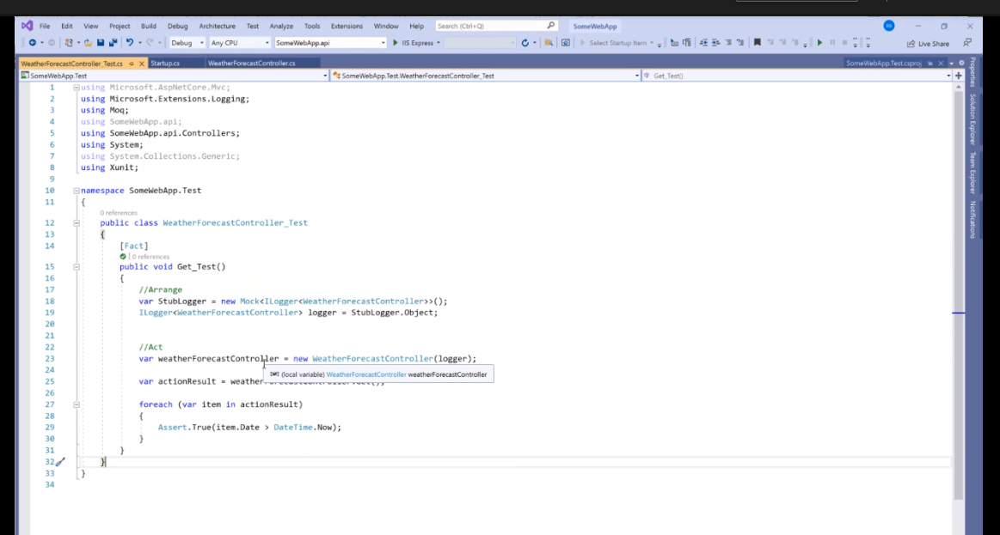 File Edit View Project Build Debug Architecture Test Analyze Tools Extensions Window Help Search (Ctrl+Q) SomeWebApp
Debug Any CPU SomeWebApp.api IIS Express Select Startup Item Live Share
WeatherForecastController_Test.cs Startup.cs WeatherForecastController.cs SomeWebApp.Test.csproj
SomeWebApp.Test SomeWebApp.Test.WeatherForecastController_Test Get_Test()
1 using Microsoft.AspNetCore.Mvc;
2 using Microsoft.Extensions.Logging;
3 using Moq;
4 using SomeWebApp.api;
5 using SomeWebApp.api.Controllers;
6 using System;
7 using System.Collections.Generic;
8 using Xunit;
9
10 namespace SomeWebApp.Test
11 {
0 references
12 public class WeatherForecastController_Test
13 {
14 [Fact]
0 references
15 public void Get_Test()
16 {
17 //Arrange
18 var StubLogger = new Mock<ILogger<WeatherForecastController>>();
19 ILogger<WeatherForecastController> logger = StubLogger.Object;
20
21
22 //Act
23 var weatherForecastController = new WeatherForecastController(logger);
24
(local variable) WeatherForecastController weatherForecastController
25 var actionResult = weather
26
27 foreach (var item in actionResult)
28 {
29 Assert.True(item.Date > DateTime.Now);
30 }
31 }
32 }
33 }
34
Properties
Solution Explorer
Team Explorer
Notifications